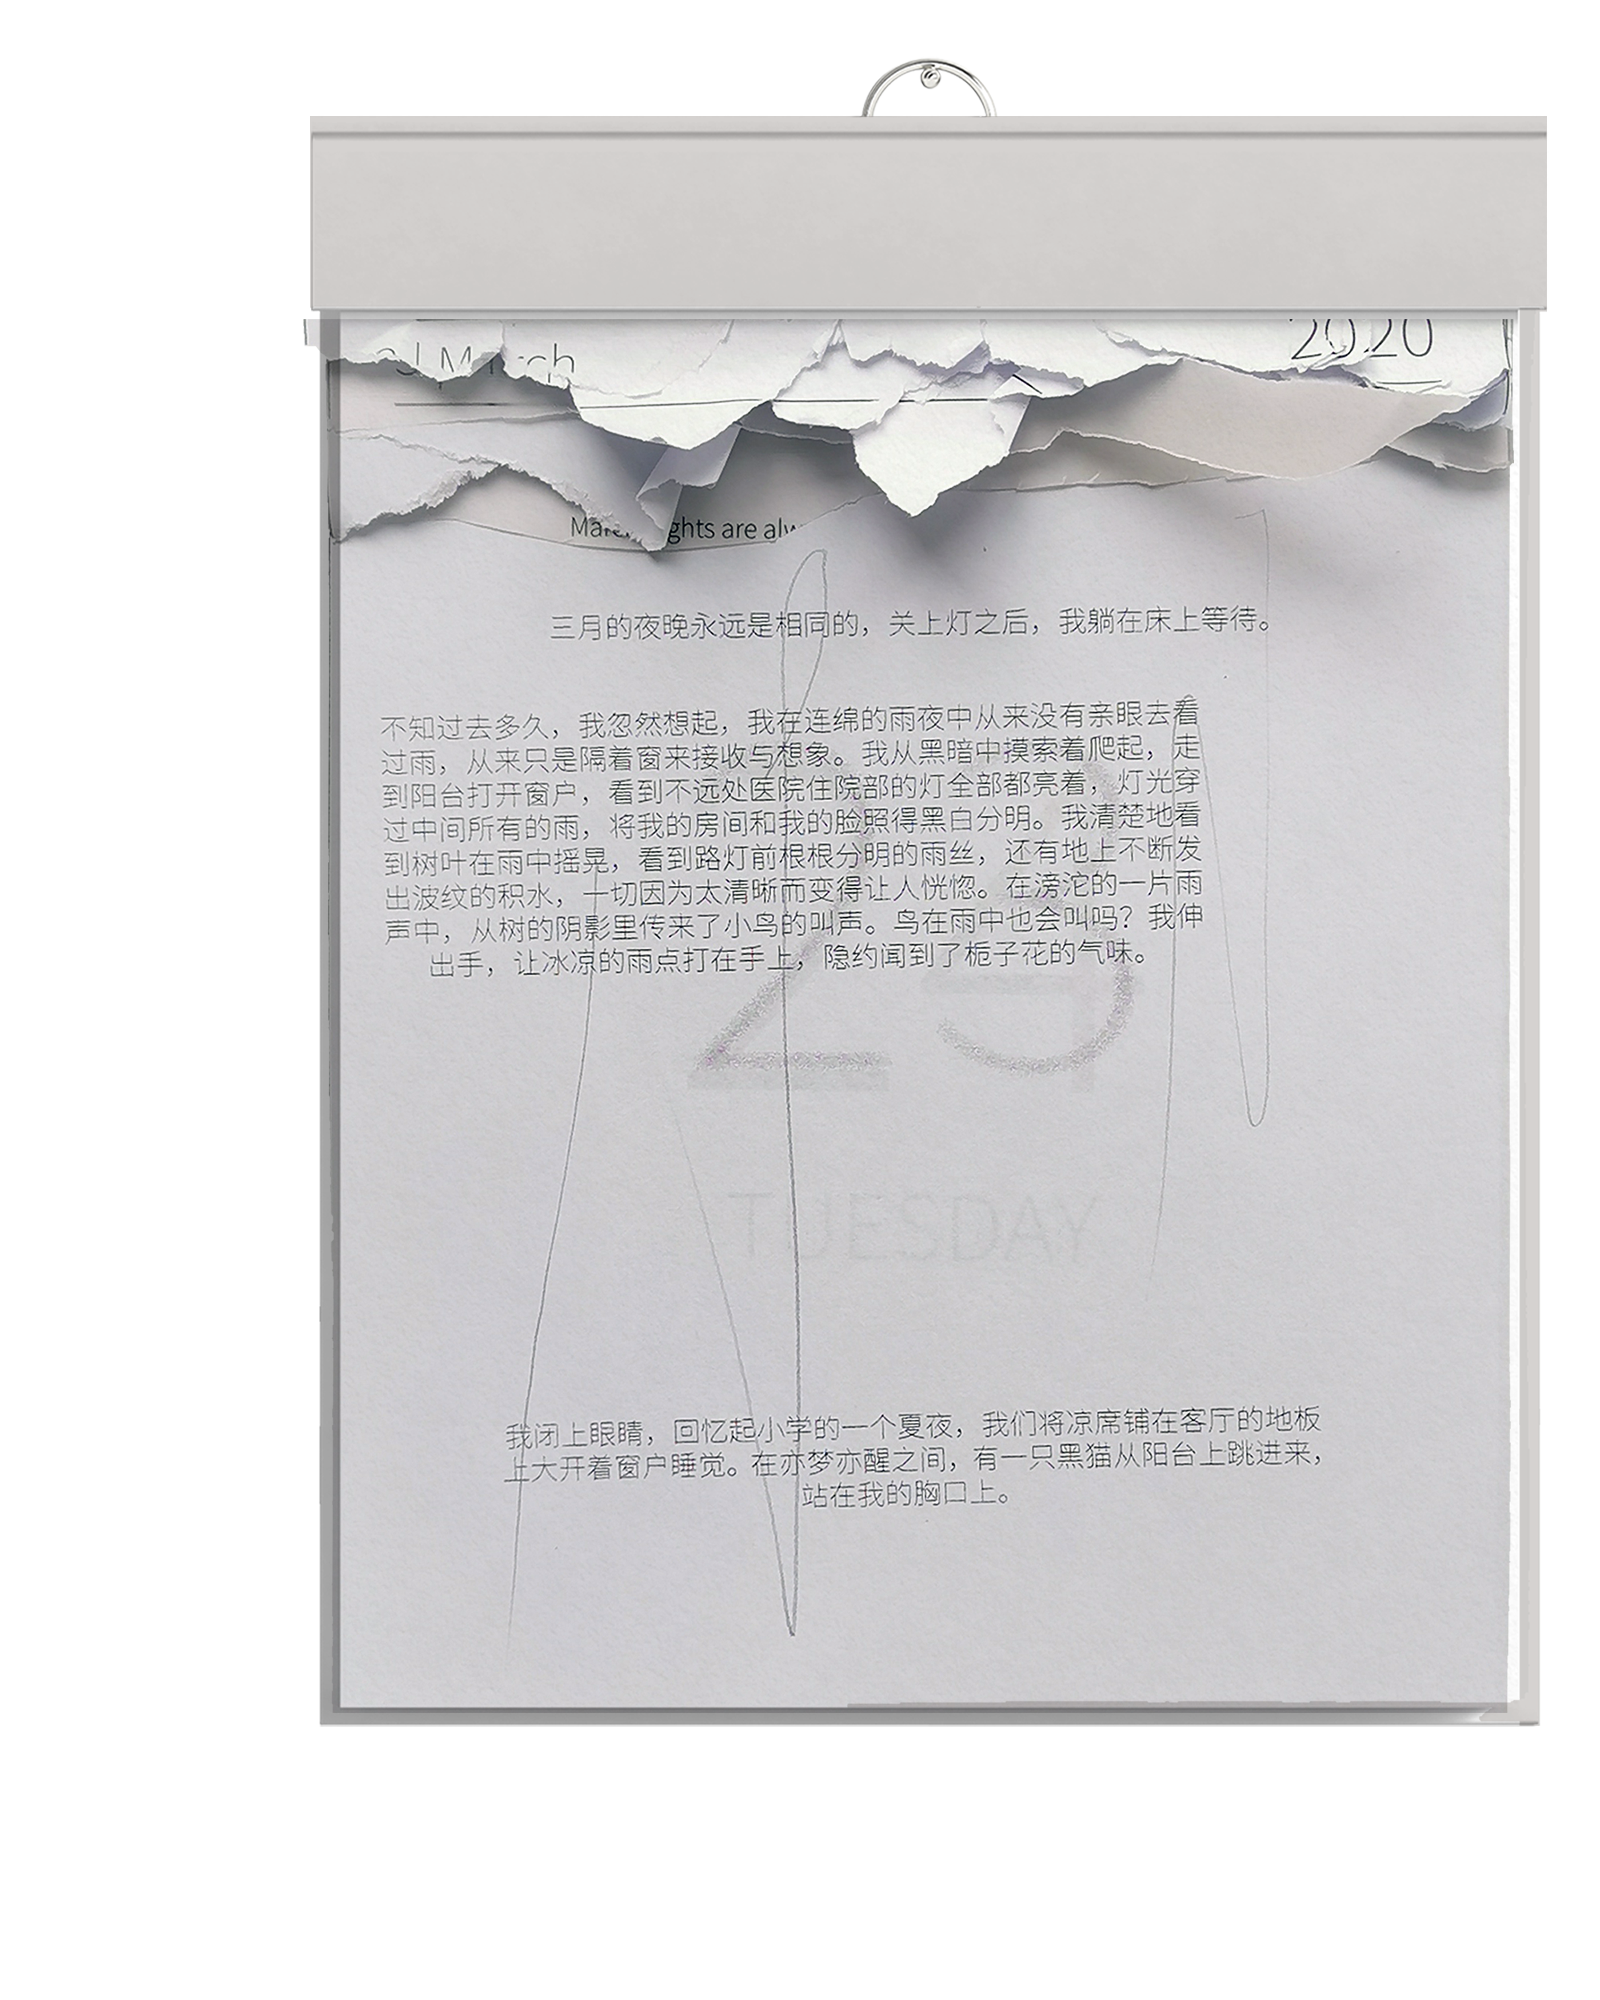 2020
are
三月的夜晚永远是相同的，关上灯之后，我躺在床上等待。
不知过去多久，我忽然想起，我在连绵的雨夜中从来没有亲眼去看
过雨，从来只是隔着窗来接收与想象。我从黑暗中摸索着爬起，走
到阳台打开窗户，看到不远处医院住院部的灯全部都亮着，灯光穿
过中间所有的雨，将我的房间和我的脸照得黑白分明。我清楚地看
到树叶在雨中摇晃，看到路灯前根根分明的雨丝，还有地上不断发
出波纹的积水，一切因为太清晰而变得让人恍惚。在滂沱的一片雨
声中，从树的阴影里传来了小鸟的叫声。鸟在雨中也会叫吗？我伸
出手，让冰凉的雨点打在手上，隐约闻到了栀子花的气味。
TUESDAY
我闭上眼睛，回忆起小学的一个夏夜，我们将凉席铺在客厅的地板
上大开着窗户睡觉。在亦梦亦醒之间，有一只黑猫从阳台上跳进来，
站在我的胸口上。